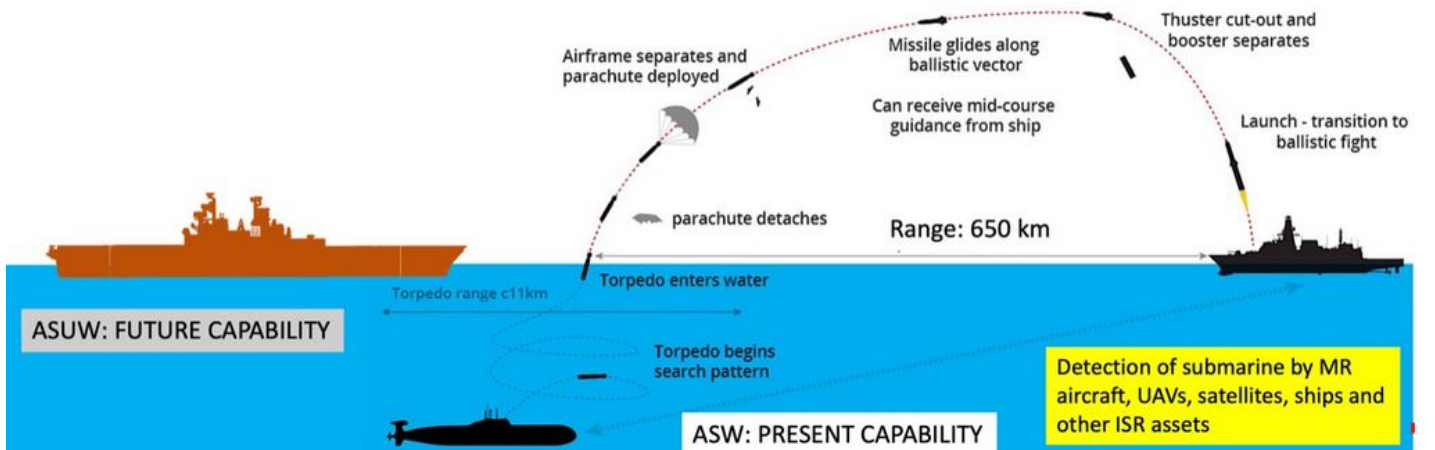 Thuster cut-out and
booster separates
Missile glides along
ballistic vector
Airframe separates and
parachute deployed
Can receive mid-course
guidance from ship
Launch - transition to
ballistic fight
parachute detaches
Range: 650 km
Torpedo enters water
Torpedo range c11km
ASUW: FUTURE CAPABILITY
Torpedo begins
search pattern
Detection of submarine by MR
aircraft, UAVs, satellites, ships and
other ISR assets
ASW: PRESENT CAPABILITY